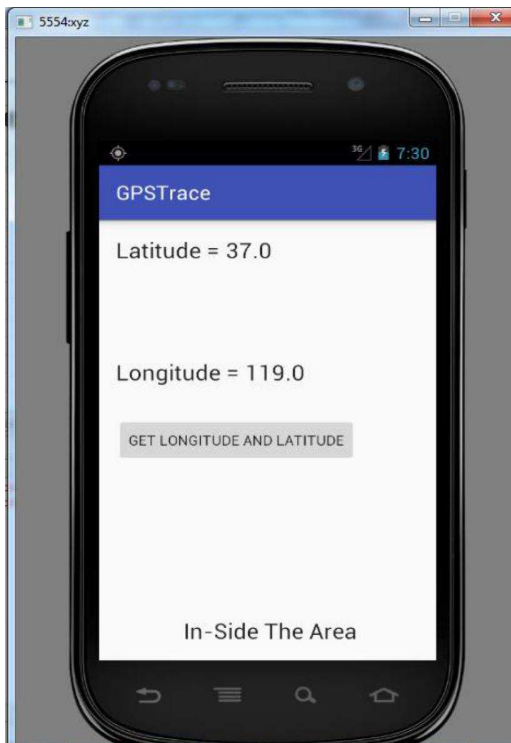 5554:xyz
3G 7:30
GPSTrace
Latitude = 37.0
Longitude = 119.0
GET LONGITUDE AND LATITUDE
In-Side The Area